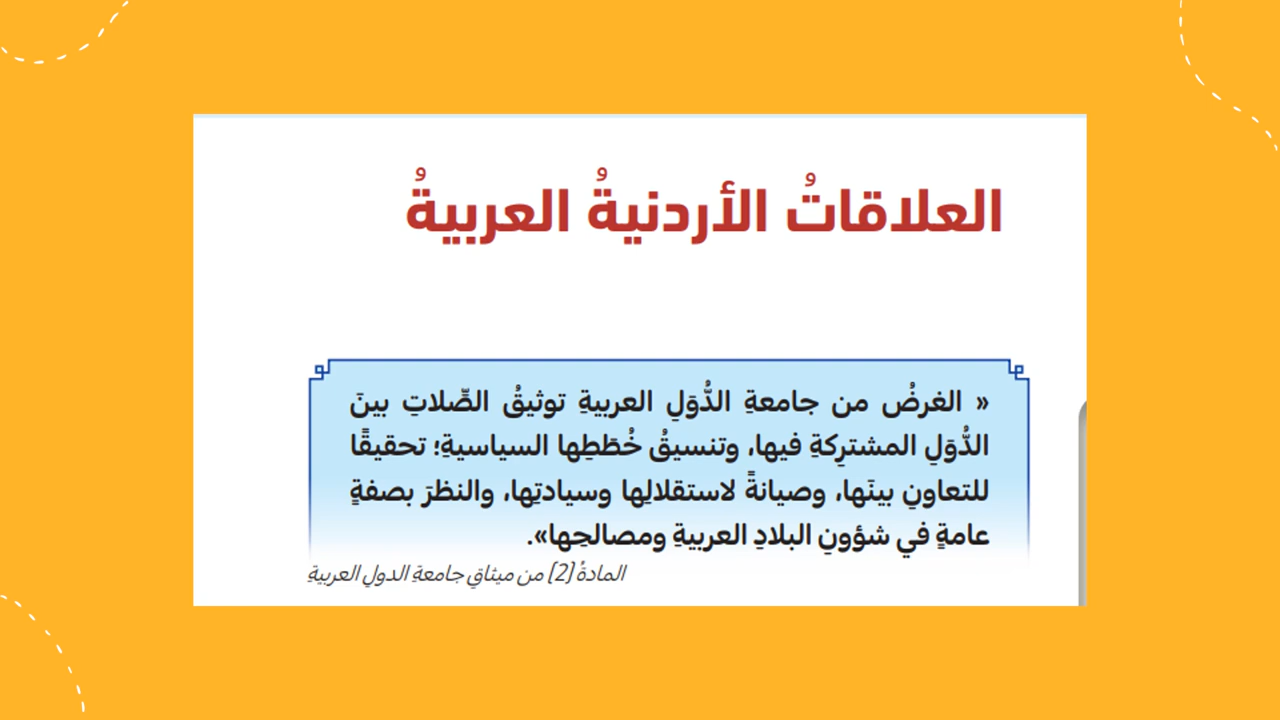 العلاقاتُ الأردنيةُ العربيةُ
« الغرضُ من جامعةِ الدُّوَلِ العربيةِ توثيقُ الصِّلاتِ بينَ
الدُّوَلِ المشتركةِ فيها، وتنسيقُ خُطَطِها السياسيةِ؛ تحقيقًا
للتعاونِ بينَها، وصيانةً لاستقلالِها وسيادتِها، والنظرَ بصفةٍ
عامةٍ في شؤونِ البلادِ العربيةِ ومصالحِها».
المادةُ [2] من ميثاقِ جامعةِ الدولِ العربيةِ